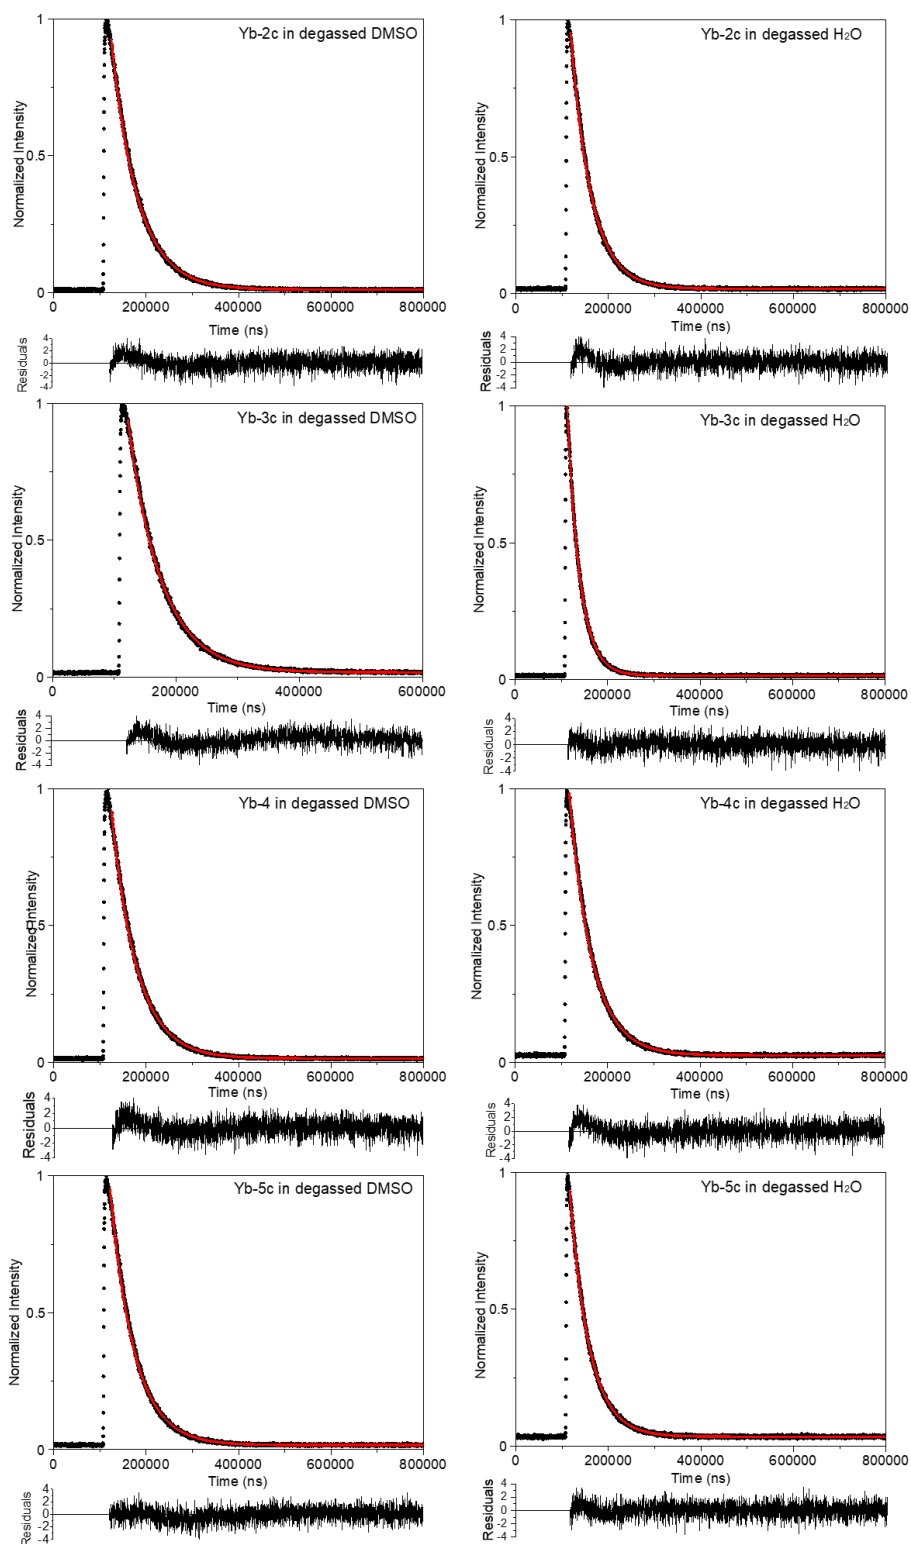 Yb-2c in degassed DMSO
Normalized Intensity
1
0.5
0
0 200000 400000 600000 800000
Time (ns)
Residuals
4
2
0
-2
-4
Yb-2c in degassed H2O
Normalized Intensity
1
0.5
0
0 200000 400000 600000 800000
Time (ns)
Residuals
4
2
0
-2
-4
Yb-3c in degassed DMSO
Normalized Intensity
1
0.5
0
0 200000 400000 600000
Time (ns)
Residuals
4
2
0
-2
-4
Yb-3c in degassed H2O
Normalized Intensity
1
0.5
0
0 200000 400000 600000 800000
Time (ns)
Residuals
4
2
0
-2
-4
Yb-4 in degassed DMSO
Normalized Intensity
1
0.5
0
0 200000 400000 600000 800000
Time (ns)
Residuals
4
2
0
-2
-4
Yb-4c in degassed H2O
Normalized Intensity
1
0.5
0
0 200000 400000 600000 800000
Time (ns)
Residuals
4
2
0
-2
-4
Yb-5c in degassed DMSO
Normalized Intensity
1
0.5
0
0 200000 400000 600000 800000
Time (ns)
Residuals
4
2
0
-2
-4
Yb-5c in degassed H2O
Normalized Intensity
1
0.5
0
0 200000 400000 600000 800000
Time (ns)
Residuals
4
2
0
-2
-4